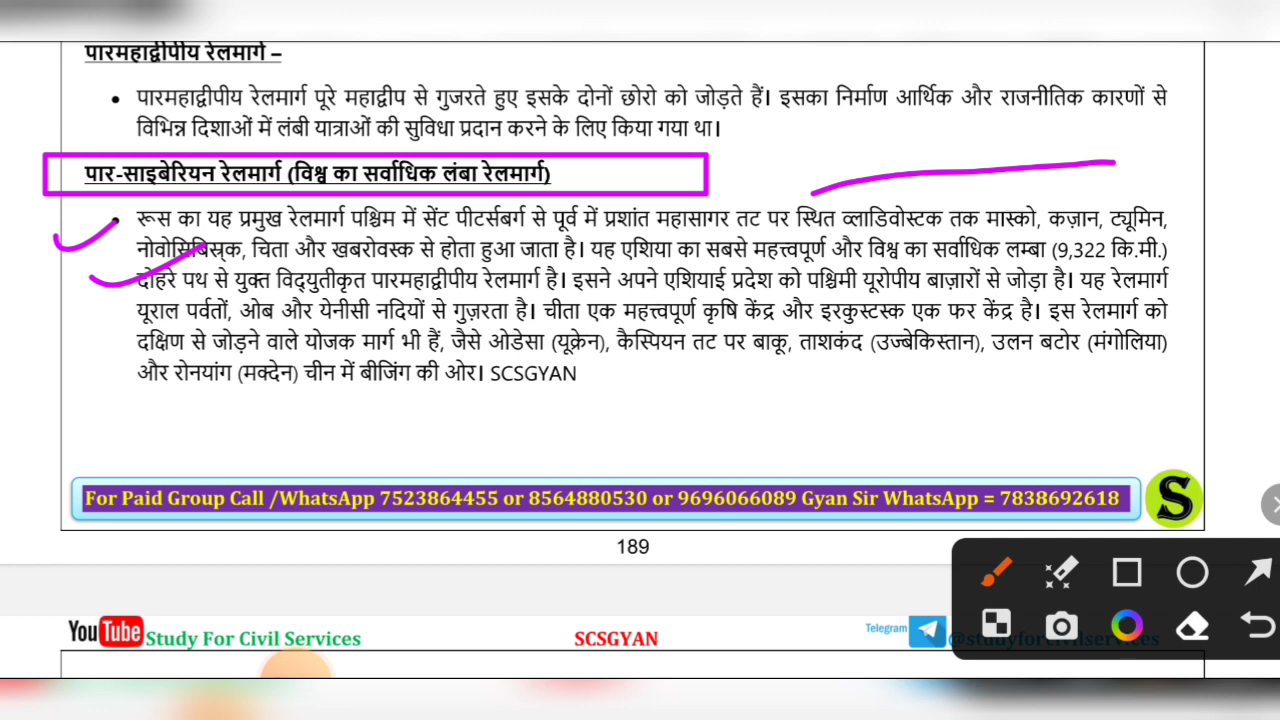 पारमहाद्वीपीय रेलमार्ग –
• पारमहाद्वीपीय रेलमार्ग पूरे महाद्वीप से गुजरते हुए इसके दोनों छोरो को जोड़ते हैं। इसका निर्माण आर्थिक और राजनीतिक कारणों से
विभिन्न दिशाओं में लंबी यात्राओं की सुविधा प्रदान करने के लिए किया गया था।
पार-साइबेरियन रेलमार्ग (विश्व का सर्वाधिक लंबा रेलमार्ग)
• रूस का यह प्रमुख रेलमार्ग पश्चिम में सेंट पीटर्सबर्ग से पूर्व में प्रशांत महासागर तट पर स्थित व्लाडिवोस्टक तक मास्को, कज़ान, ट्यूमिन,
नोवोसिबिस्र्क, चिता और खबरोवस्क से होता हुआ जाता है। यह एशिया का सबसे महत्त्वपूर्ण और विश्व का सर्वाधिक लम्बा (9,322 कि.मी.)
दोहरे पथ से युक्त विद्युतीकृत पारमहाद्वीपीय रेलमार्ग है। इसने अपने एशियाई प्रदेश को पश्चिमी यूरोपीय बाज़ारों से जोड़ा है। यह रेलमार्ग
यूराल पर्वतों, ओब और येनीसी नदियों से गुज़रता है। चीता एक महत्त्वपूर्ण कृषि केंद्र और इरकुस्टस्क एक फर केंद्र है। इस रेलमार्ग को
दक्षिण से जोड़ने वाले योजक मार्ग भी हैं, जैसे ओडेसा (यूक्रेन), कैस्पियन तट पर बाकू, ताशकंद (उज्बेकिस्तान), उलन बटोर (मंगोलिया)
और रोनयांग (मक्देन) चीन में बीजिंग की ओर। SCSGYAN
For Paid Group Call /WhatsApp 7523864455 or 8564880530 or 9696066089 Gyan Sir WhatsApp = 7838692618
S
189
YouTube Study For Civil Services SCSGYAN Telegram @studyforcivilservices